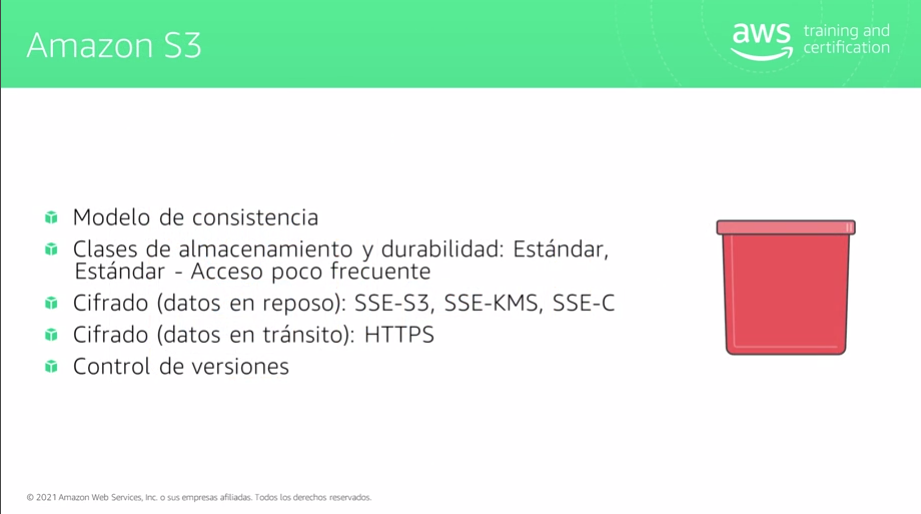 Amazon S3
aws training and
certification
Modelo de consistencia
Clases de almacenamiento y durabilidad: Estándar,
Estándar - Acceso poco frecuente
Cifrado (datos en reposo): SSE-S3, SSE-KMS, SSE-C
Cifrado (datos en tránsito): HTTPS
Control de versiones
© 2021 Amazon Web Services, Inc. o sus empresas afiliadas. Todos los derechos reservados.